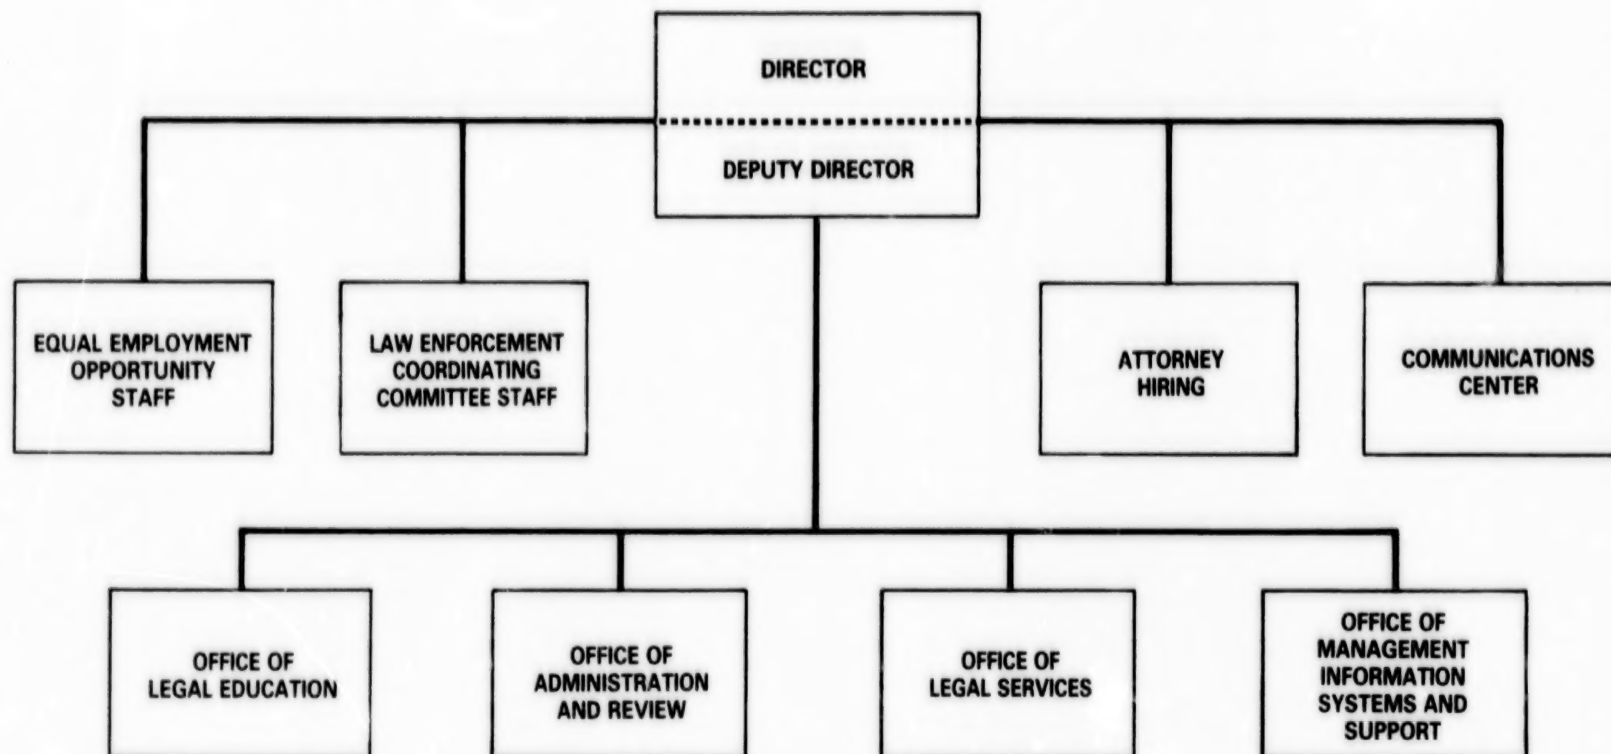 DIRECTOR
DEPUTY DIRECTOR
EQUAL EMPLOYMENT
OPPORTUNITY
STAFF
LAW ENFORCEMENT
COORDINATING
COMMITTEE STAFF
ATTORNEY
HIRING
COMMUNICATIONS
CENTER
OFFICE OF
LEGAL EDUCATION
OFFICE OF
ADMINISTRATION
AND REVIEW
OFFICE OF
LEGAL SERVICES
OFFICE OF
MANAGEMENT
INFORMATION
SYSTEMS AND
SUPPORT